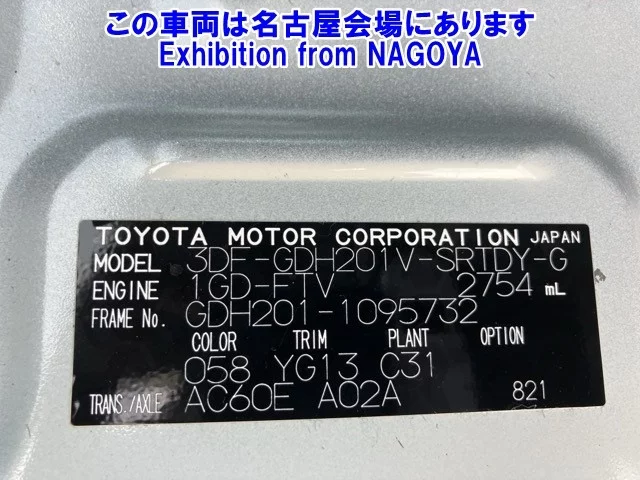 この車両は名古屋会場にあります
Exhibition from NAGOYA
TOYOTA MOTOR CORPORATION JAPAN
MODEL 3DF-GDH201V-SRTDY-G
ENGINE 1GD-FTV 2754 mL
FRAME No. GDH201-1095732
COLOR TRIM PLANT OPTION
058 YG13 C31
TRANS./AXLE AC60E A02A 821